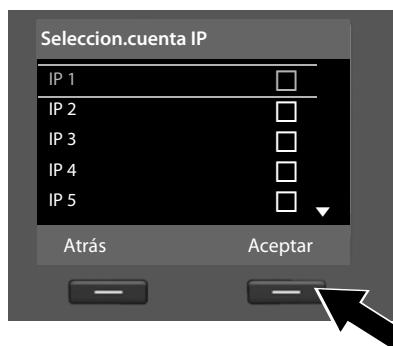 Seleccion.cuenta IP
IP 1
IP 2
IP 3
IP 4
IP 5
Atrás Aceptar